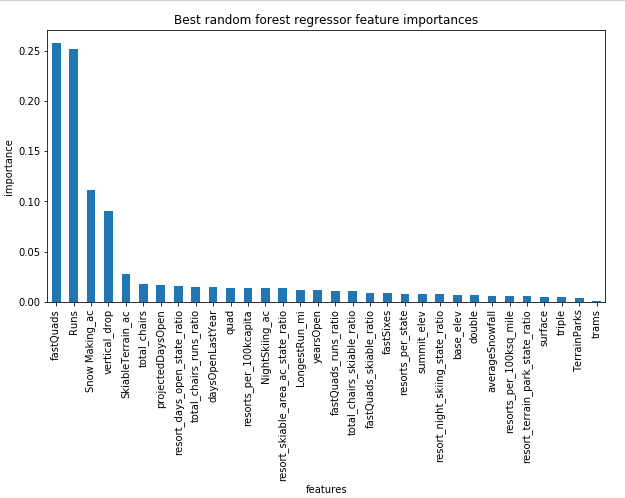 Best random forest regressor feature importances
0.25
0.20
0.15
0.10
0.05
0.00
importance
fastQuads
Runs
Snow Making_ac
vertical_drop
SkiableTerrain_ac
total_chairs
projectedDaysOpen
resort_days_open_state_ratio
total_chairs_runs_ratio
daysOpenLastYear
quad
resorts_per_100kcapita
NightSkiing_ac
resort_skiable_area_ac_state_ratio
LongestRun_mi
yearsOpen
fastQuads_runs_ratio
total_chairs_skiable_ratio
fastQuads_skiable_ratio
fastSixes
resorts_per_state
summit_elev
resort_night_skiing_state_ratio
base_elev
double
averageSnowfall
resorts_per_100ksq_mile
resort_terrain_park_state_ratio
surface
triple
TerrainParks
trams
features